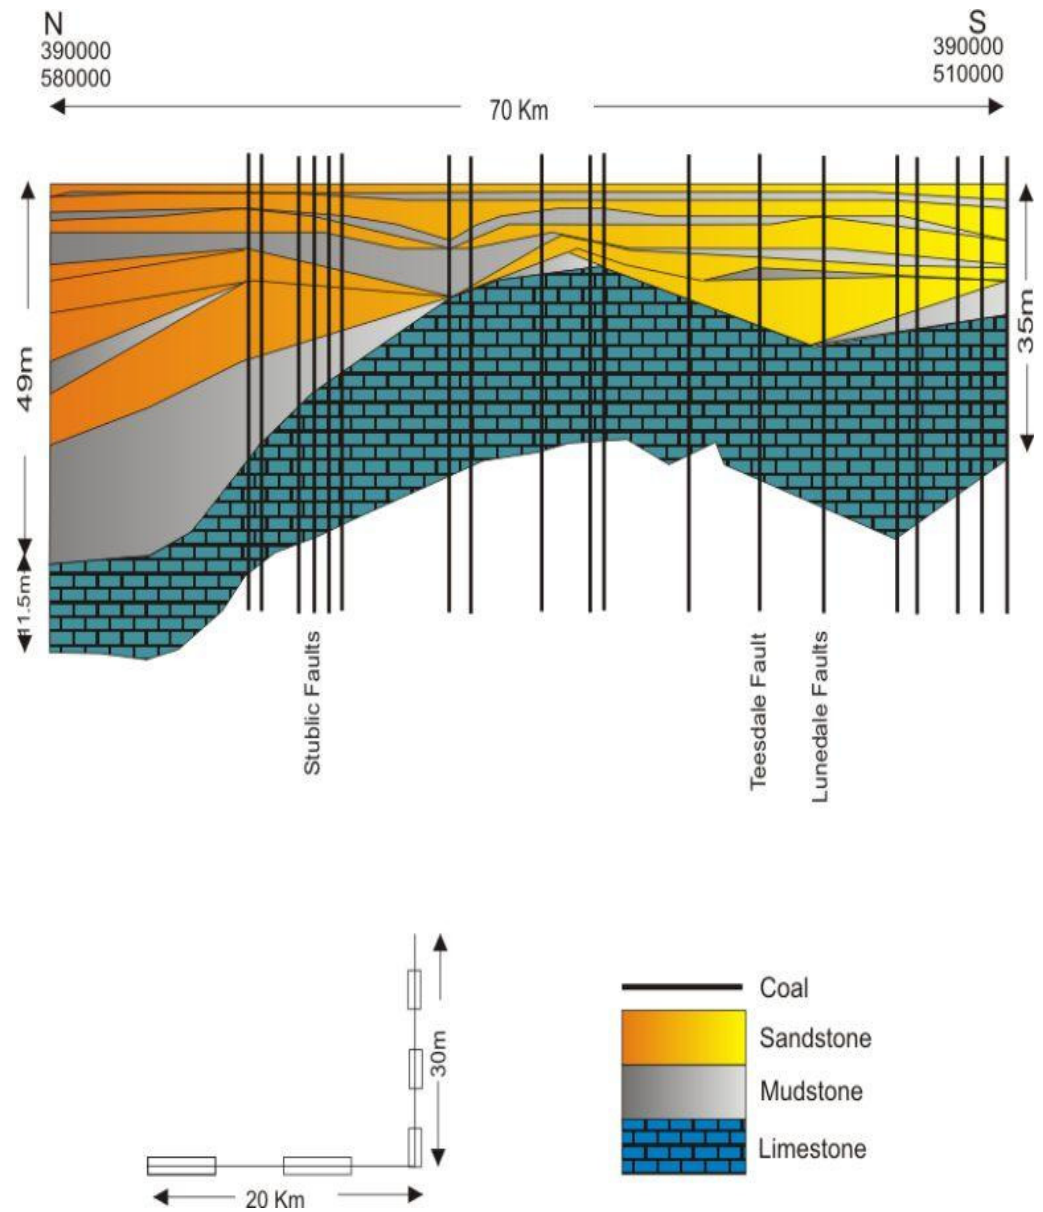 N
390000
580000
S
390000
510000
70 Km
49m
11.5m
35m
Stublic Faults
Teesdale Fault
Lunedale Faults
30m
20 Km
Coal
Sandstone
Mudstone
Limestone